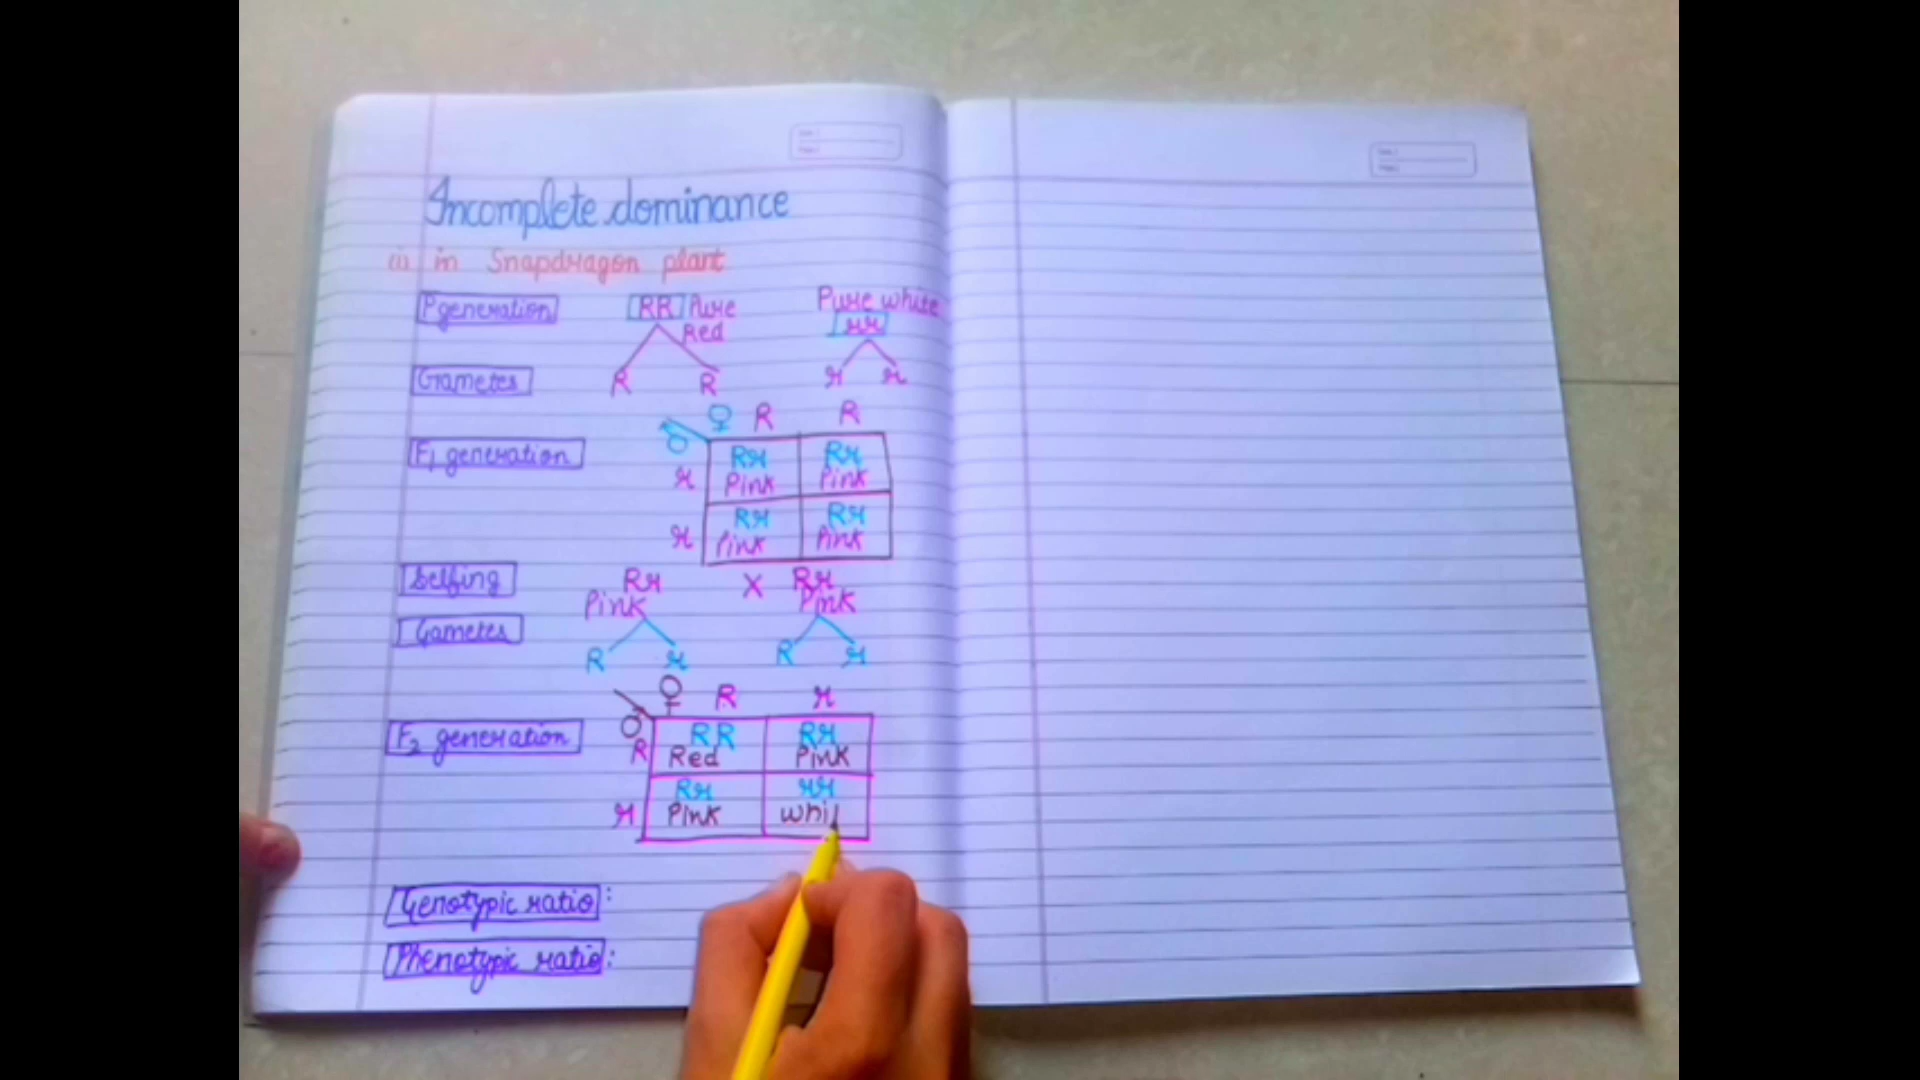 Incomplete dominance
(i) in Snapdragon plant
P generation RR Pure Red Pure white rr
Gametes R R r r
♀ R R
♂
F1 generation Rr Rr
r Pink Pink
Rr Rr
r Pink Pink
Selfing Rr X Rr
Pink Pink
Gametes R r R r
♀ R r
♂
F2 generation R RR Rr
Red Pink
Rr rr
r Pink whi
Genotypic ratio:
Phenotypic ratio: